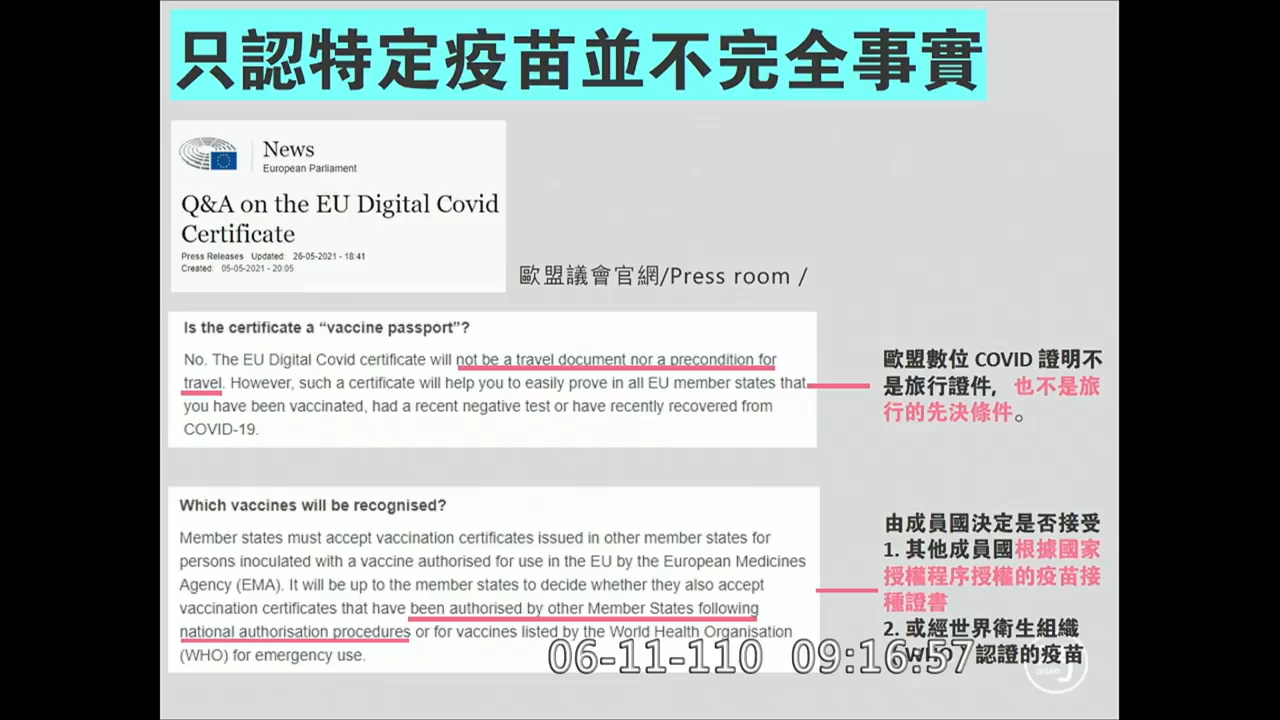 只認特定疫苗並不完全事實
News
European Parliament
Q&A on the EU Digital Covid
Certificate
Press Releases Updated: 26-05-2021 - 18:41
Created: 05-05-2021 - 20:05
歐盟議會官網/Press room /
Is the certificate a “vaccine passport”?
No. The EU Digital Covid certificate will not be a travel document nor a precondition for
travel. However, such a certificate will help you to easily prove in all EU member states that
you have been vaccinated, had a recent negative test or have recently recovered from
COVID-19.
歐盟數位 COVID 證明不
是旅行證件，也不是旅
行的先決條件。
Which vaccines will be recognised?
Member states must accept vaccination certificates issued in other member states for
persons inoculated with a vaccine authorised for use in the EU by the European Medicines
Agency (EMA). It will be up to the member states to decide whether they also accept
vaccination certificates that have been authorised by other Member States following
national authorisation procedures or for vaccines listed by the World Health Organisation
(WHO) for emergency use.
由成員國決定是否接受
1. 其他成員國根據國家
授權程序授權的疫苗接
種證書
2. 或經世界衛生組織
認證的疫苗
06-11-110 09:16:57